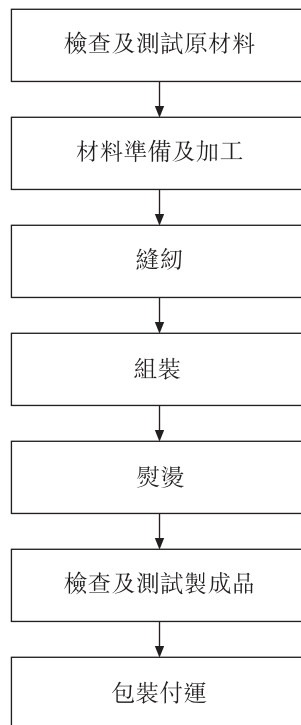 檢查及測試原材料
材料準備及加工
縫紉
組裝
熨燙
檢查及測試製成品
包裝付運